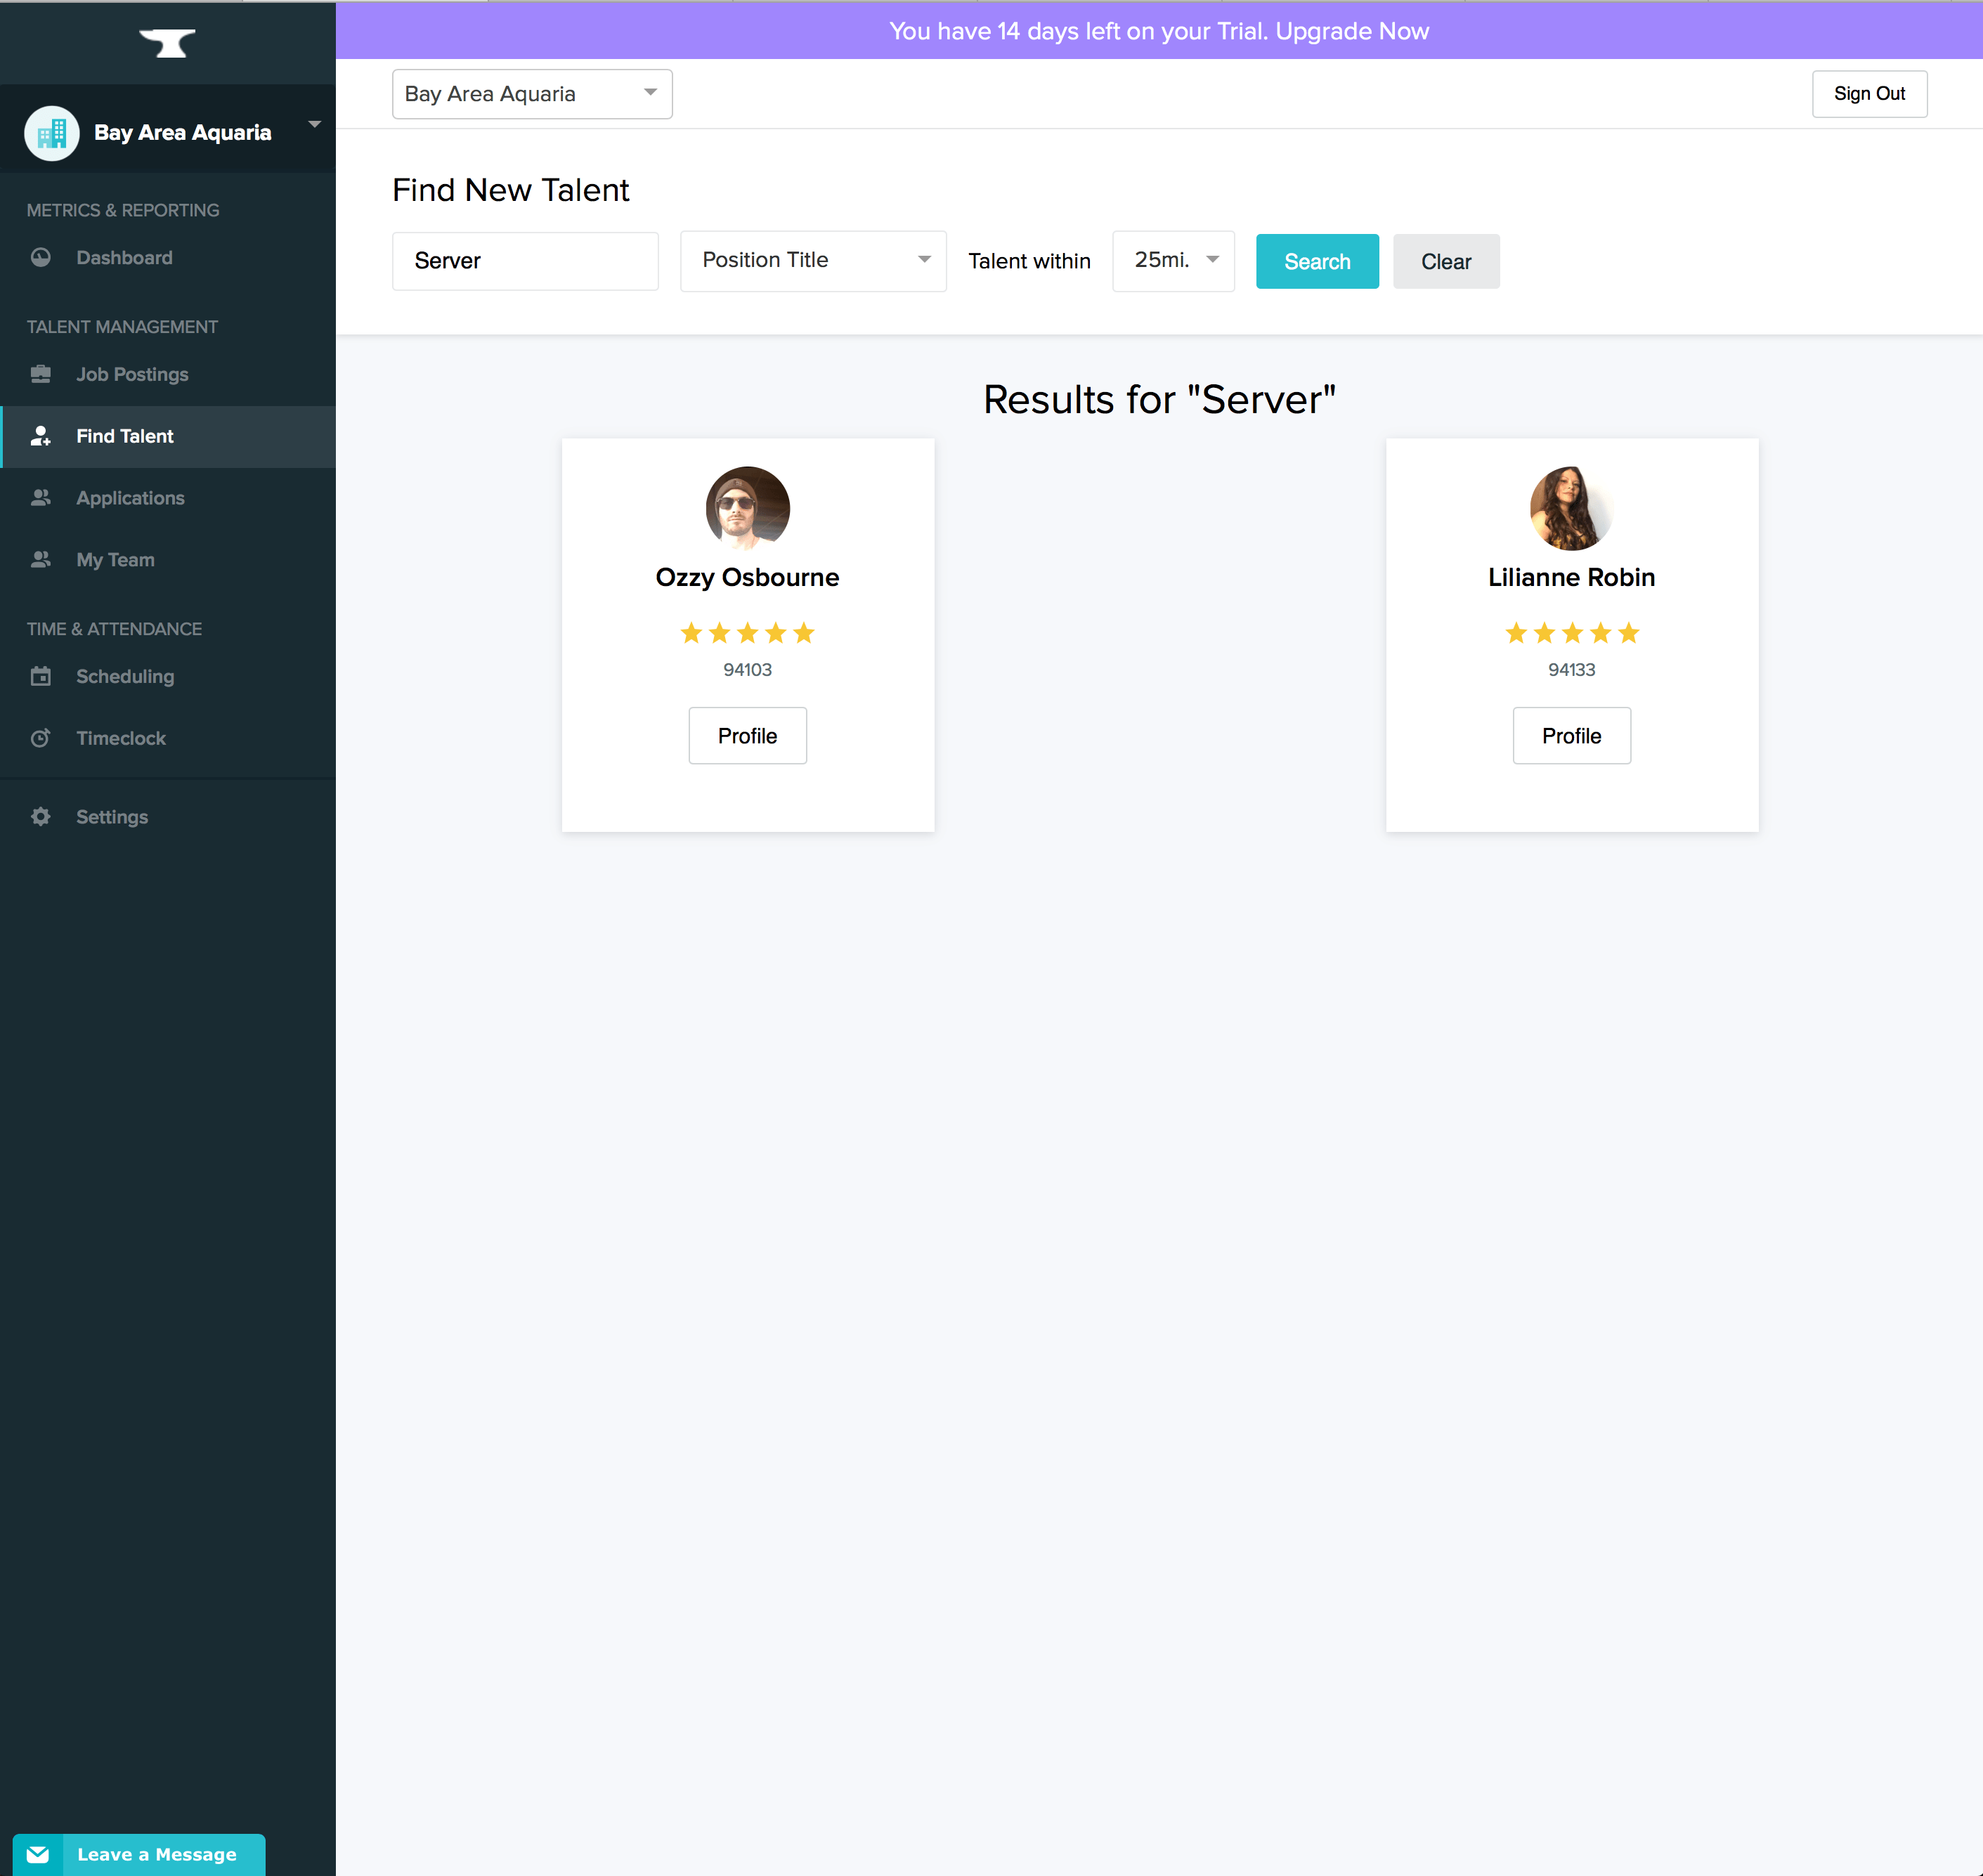 You have 14 days left on your Trial. Upgrade Now
Bay Area Aquaria
Sign Out
Bay Area Aquaria
METRICS & REPORTING
Dashboard
TALENT MANAGEMENT
Job Postings
Find Talent
Applications
My Team
TIME & ATTENDANCE
Scheduling
Timeclock
Settings
Leave a Message
Find New Talent
Server
Position Title
Talent within
25mi.
Search
Clear
Results for "Server"
Ozzy Osbourne
94103
Profile
Lilianne Robin
94133
Profile